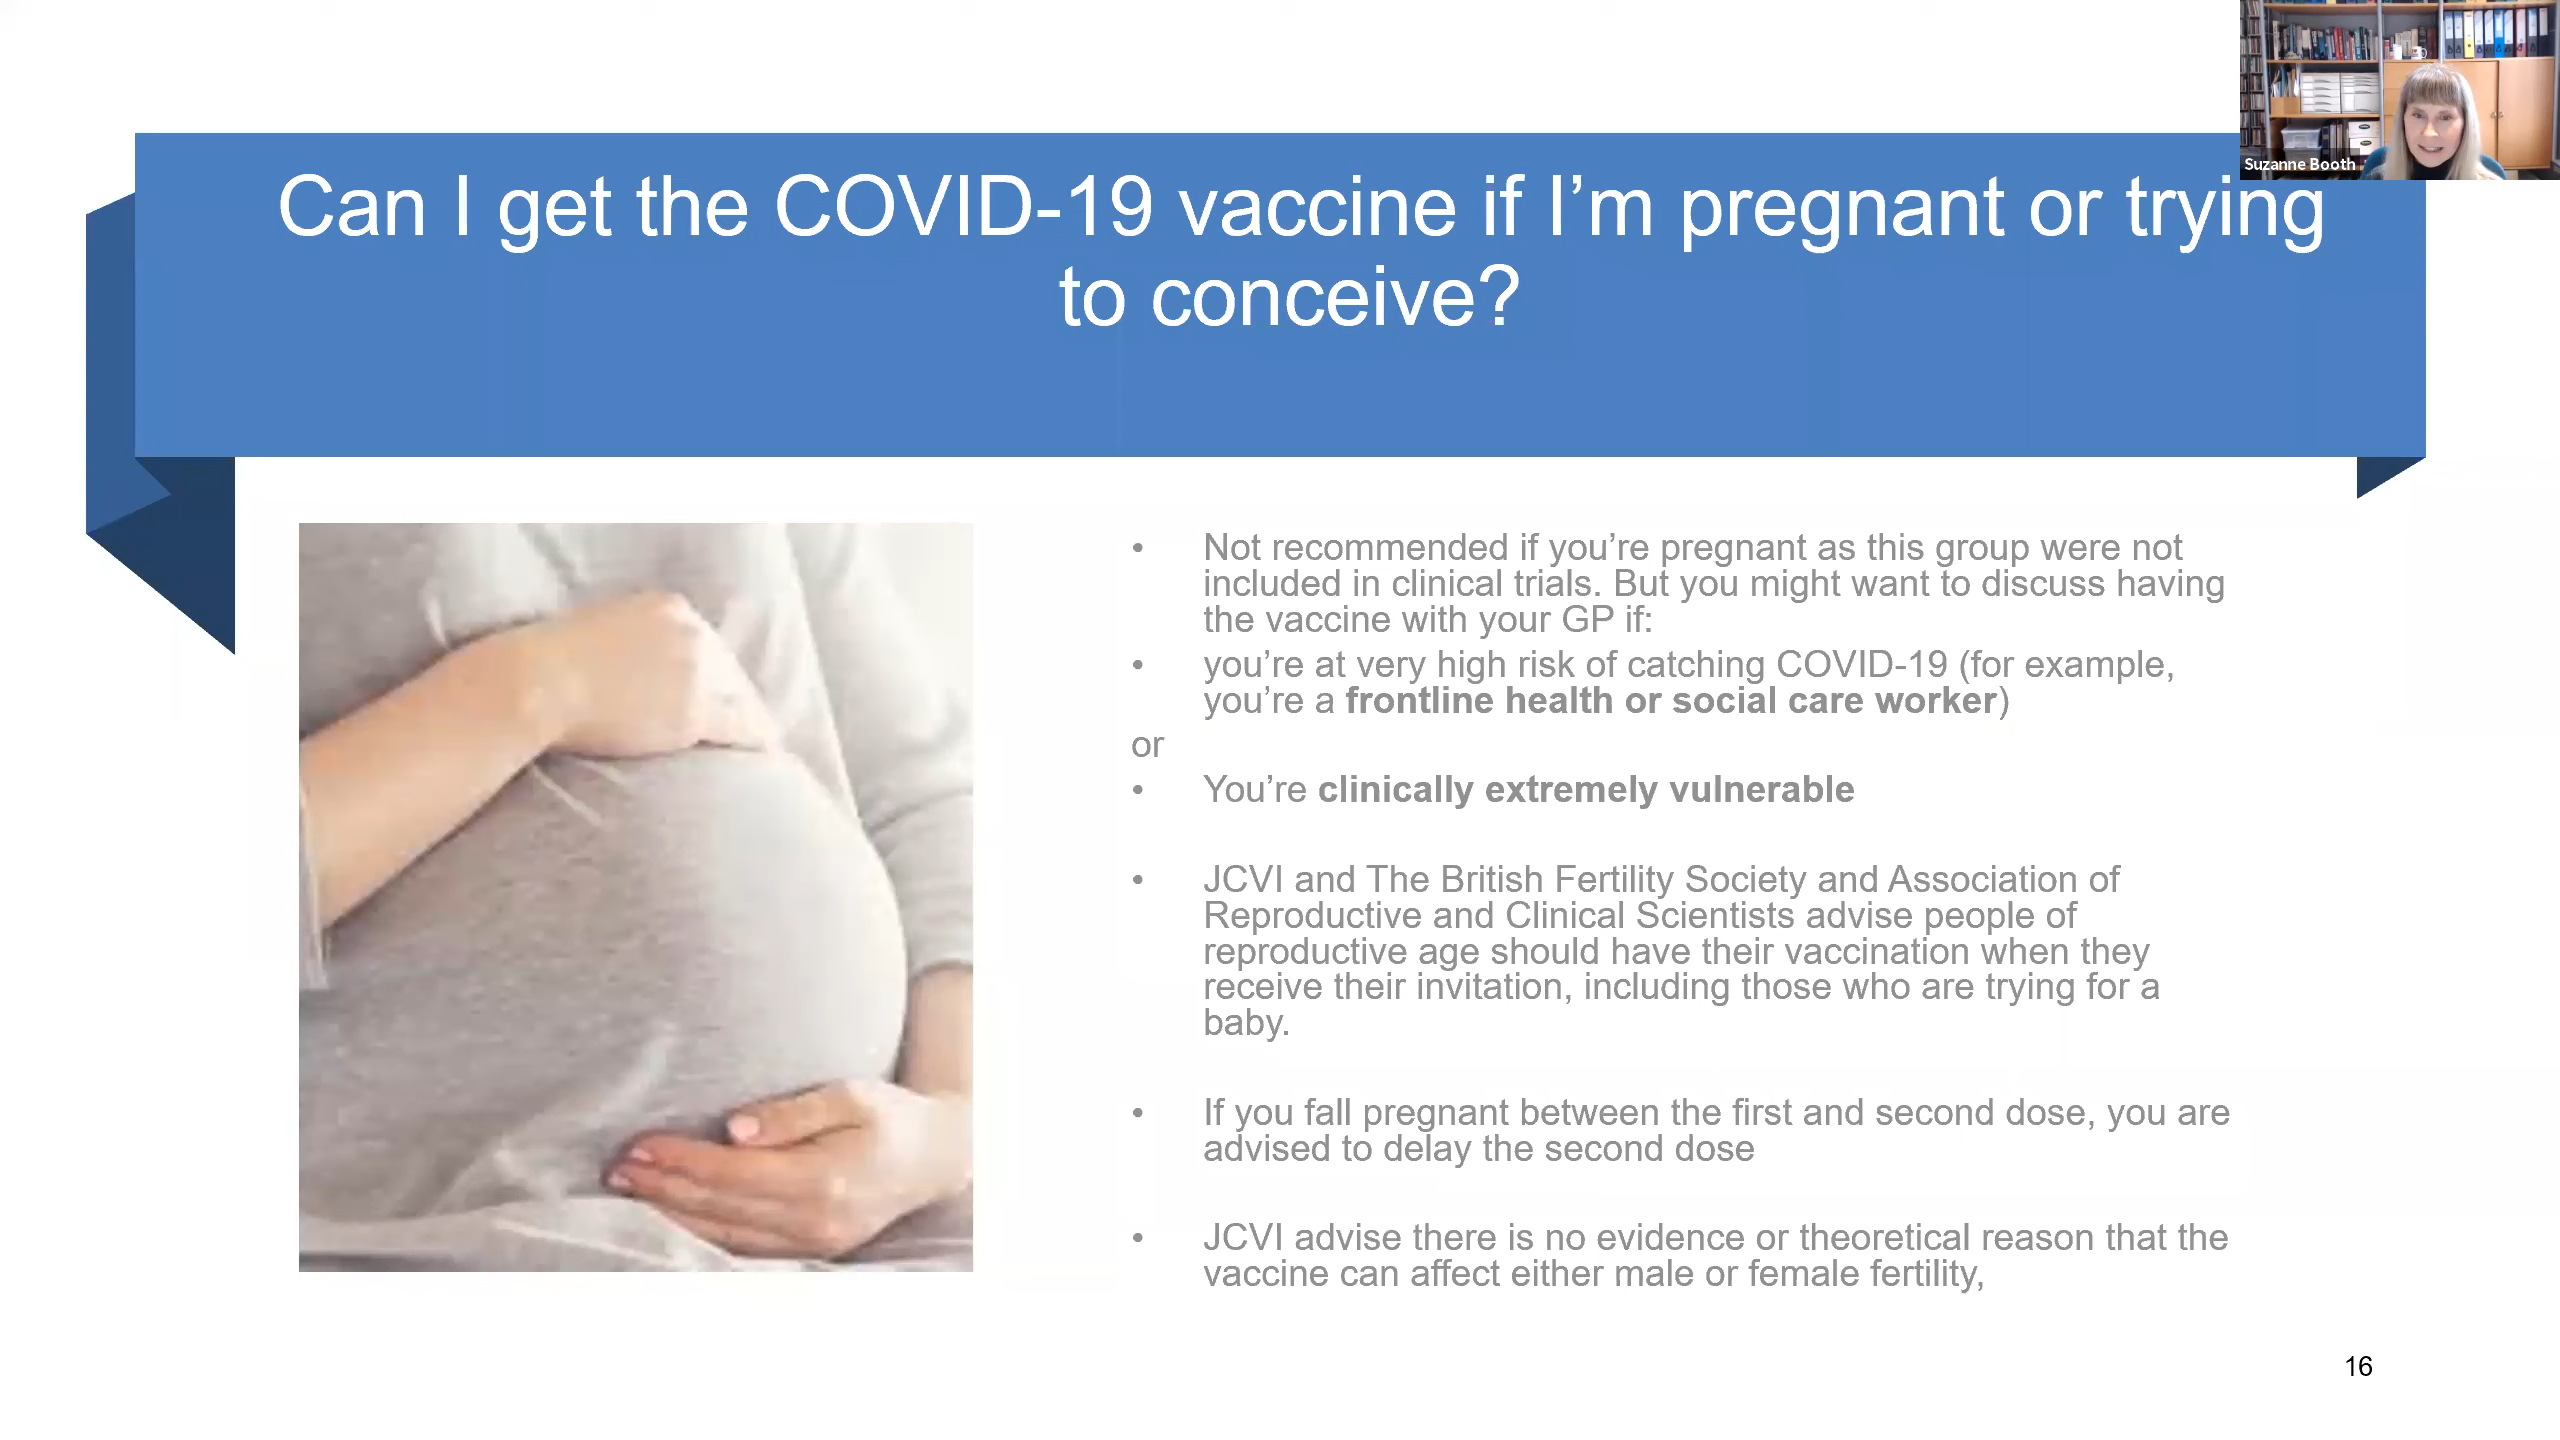 Suzanne Booth
Can I get the COVID-19 vaccine if I’m pregnant or trying
to conceive?
• Not recommended if you’re pregnant as this group were not
included in clinical trials. But you might want to discuss having
the vaccine with your GP if:
• you’re at very high risk of catching COVID-19 (for example,
you’re a frontline health or social care worker)
or
• You’re clinically extremely vulnerable
• JCVI and The British Fertility Society and Association of
Reproductive and Clinical Scientists advise people of
reproductive age should have their vaccination when they
receive their invitation, including those who are trying for a
baby.
• If you fall pregnant between the first and second dose, you are
advised to delay the second dose
• JCVI advise there is no evidence or theoretical reason that the
vaccine can affect either male or female fertility,
16